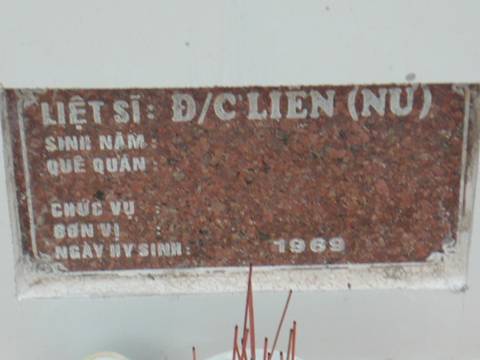 LIỆT SĨ: Đ/C LIÊN (NỮ)
SINH NĂM :
QUÊ QUÁN :
CHỨC VỤ :
ĐƠN VỊ :
NGÀY HY SINH : 1969